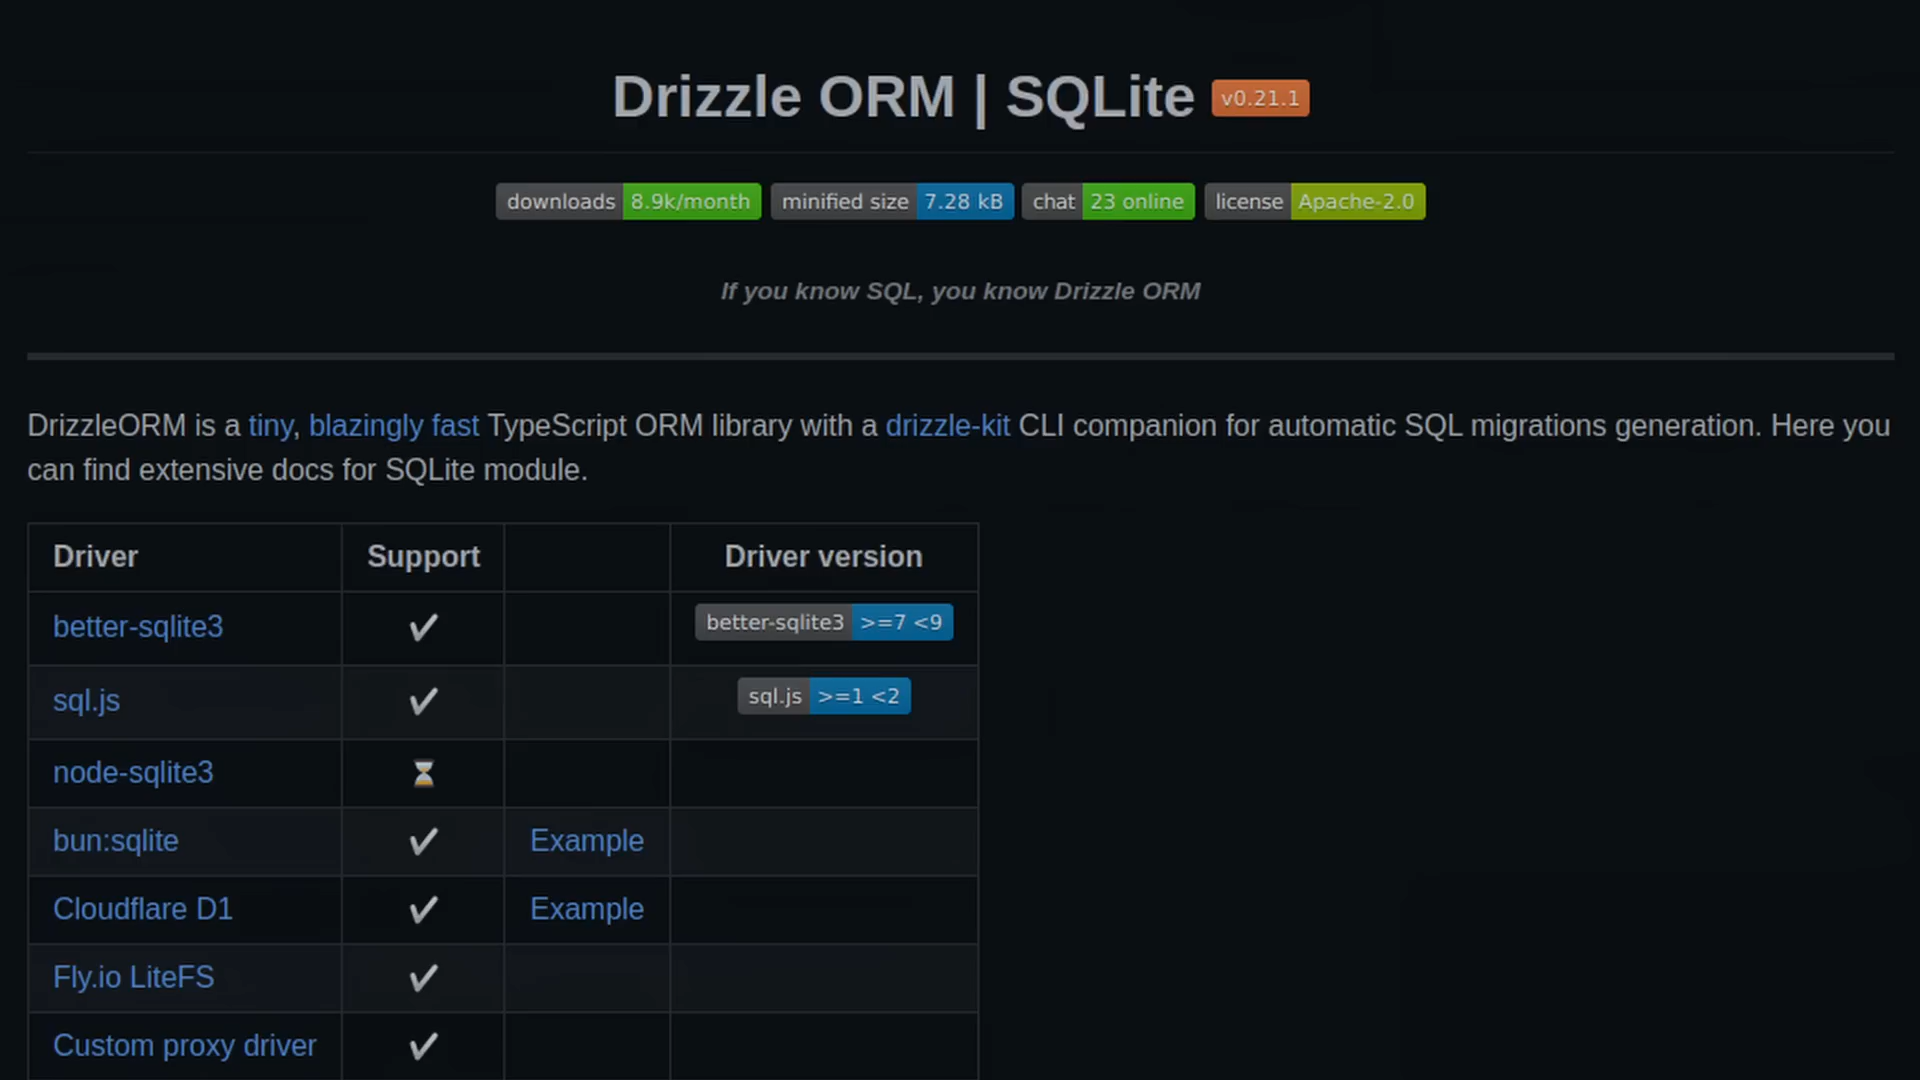 Drizzle ORM | SQLite v0.21.1
downloads 8.9k/month minified size 7.28 kB chat 23 online license Apache-2.0
If you know SQL, you know Drizzle ORM
DrizzleORM is a tiny, blazingly fast TypeScript ORM library with a drizzle-kit CLI companion for automatic SQL migrations generation. Here you
can find extensive docs for SQLite module.
Driver Support Driver version
better-sqlite3 ✔ better-sqlite3 >=7 <9
sql.js ✔ sql.js >=1 <2
node-sqlite3 ⏳
bun:sqlite ✔ Example
Cloudflare D1 ✔ Example
Fly.io LiteFS ✔
Custom proxy driver ✔